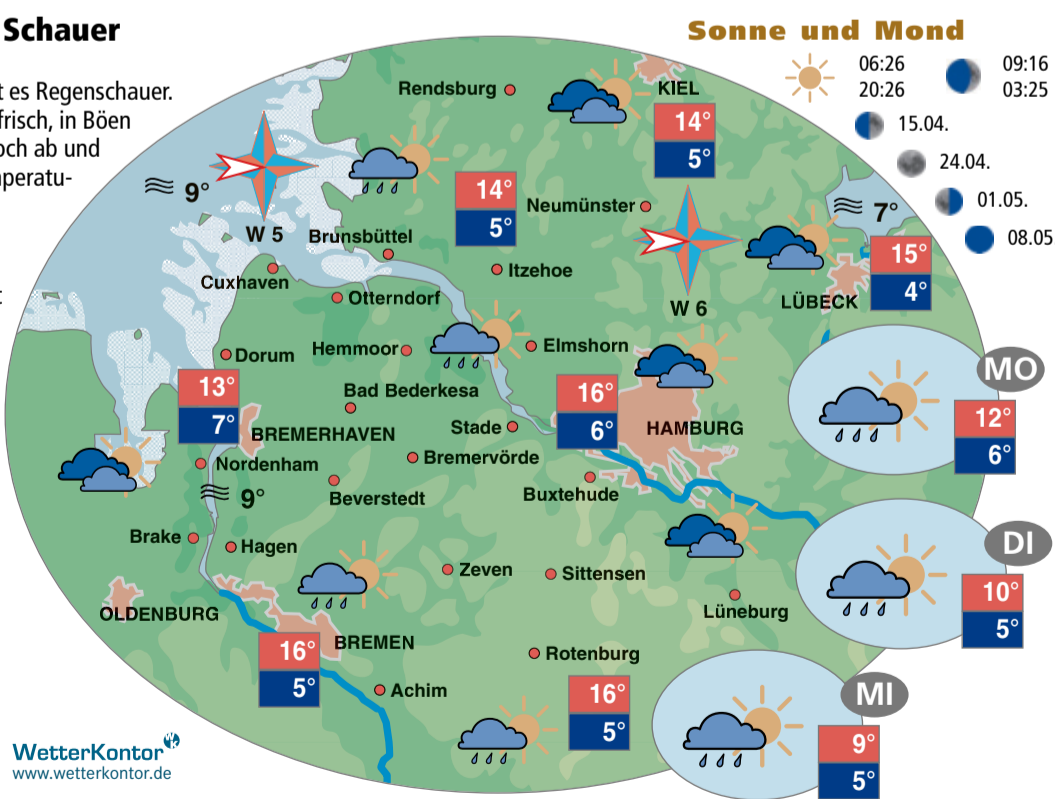 Schauer
t es Regenschauer.
frisch, in Böen
och ab und
peratu-
t
Sonne und Mond
06:26
20:26
09:16
03:25
15.04.
24.04.
01.05.
08.05
Rendsburg
KIEL
14°
5°
9°
W 5
14°
5°
Neumünster
7°
Brunsbüttel
Cuxhaven
Otterndorf
Itzehoe
W 6
LÜBECK
15°
4°
Dorum
Hemmoor
Elmshorn
13°
7°
Bad Bederkesa
BREMERHAVEN
Stade
16°
6°
HAMBURG
MO
12°
6°
Nordenham
9°
Bremervörde
Beverstedt
Buxtehude
Brake
Hagen
Zeven
Sittensen
Lüneburg
DI
10°
5°
OLDENBURG
BREMEN
16°
5°
Rotenburg
Achim
16°
5°
MI
9°
5°
WetterKontor
www.wetterkontor.de